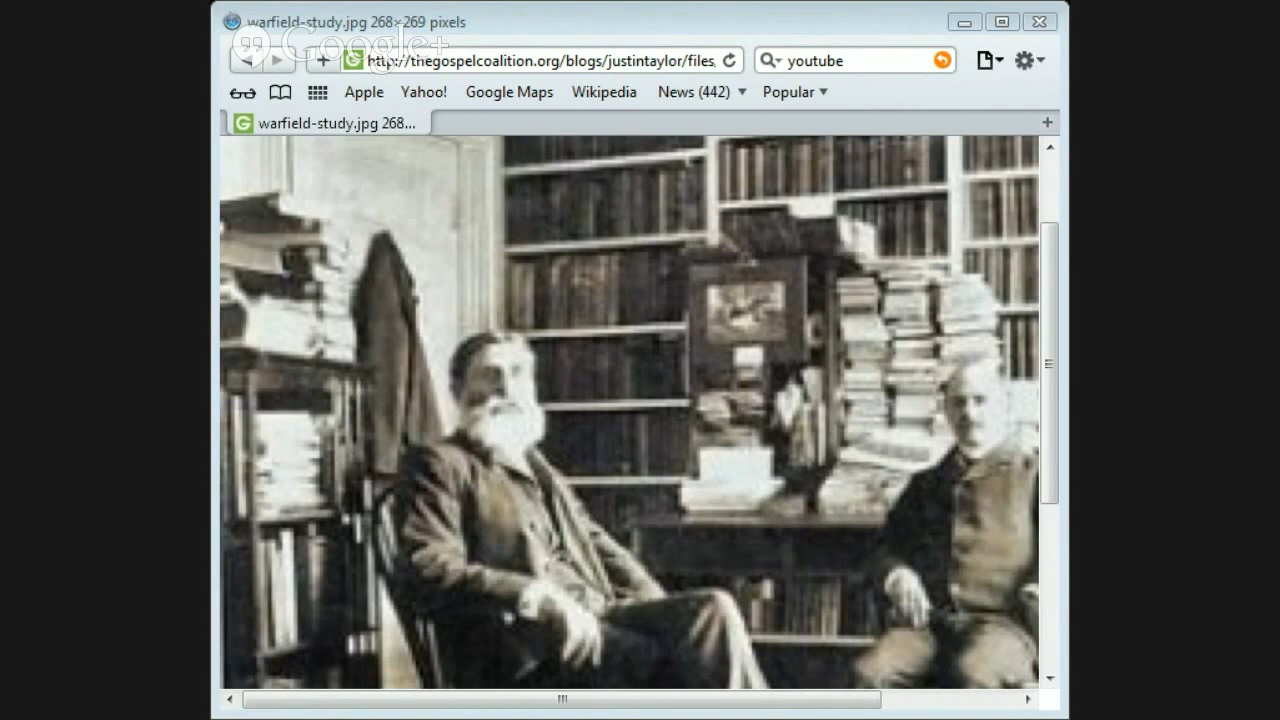 warfield-study.jpg 268×269 pixels
Google+
http://thegospelcoalition.org/blogs/justintaylor/files, youtube
Apple Yahoo! Google Maps Wikipedia News (442) Popular
warfield-study.jpg 268...